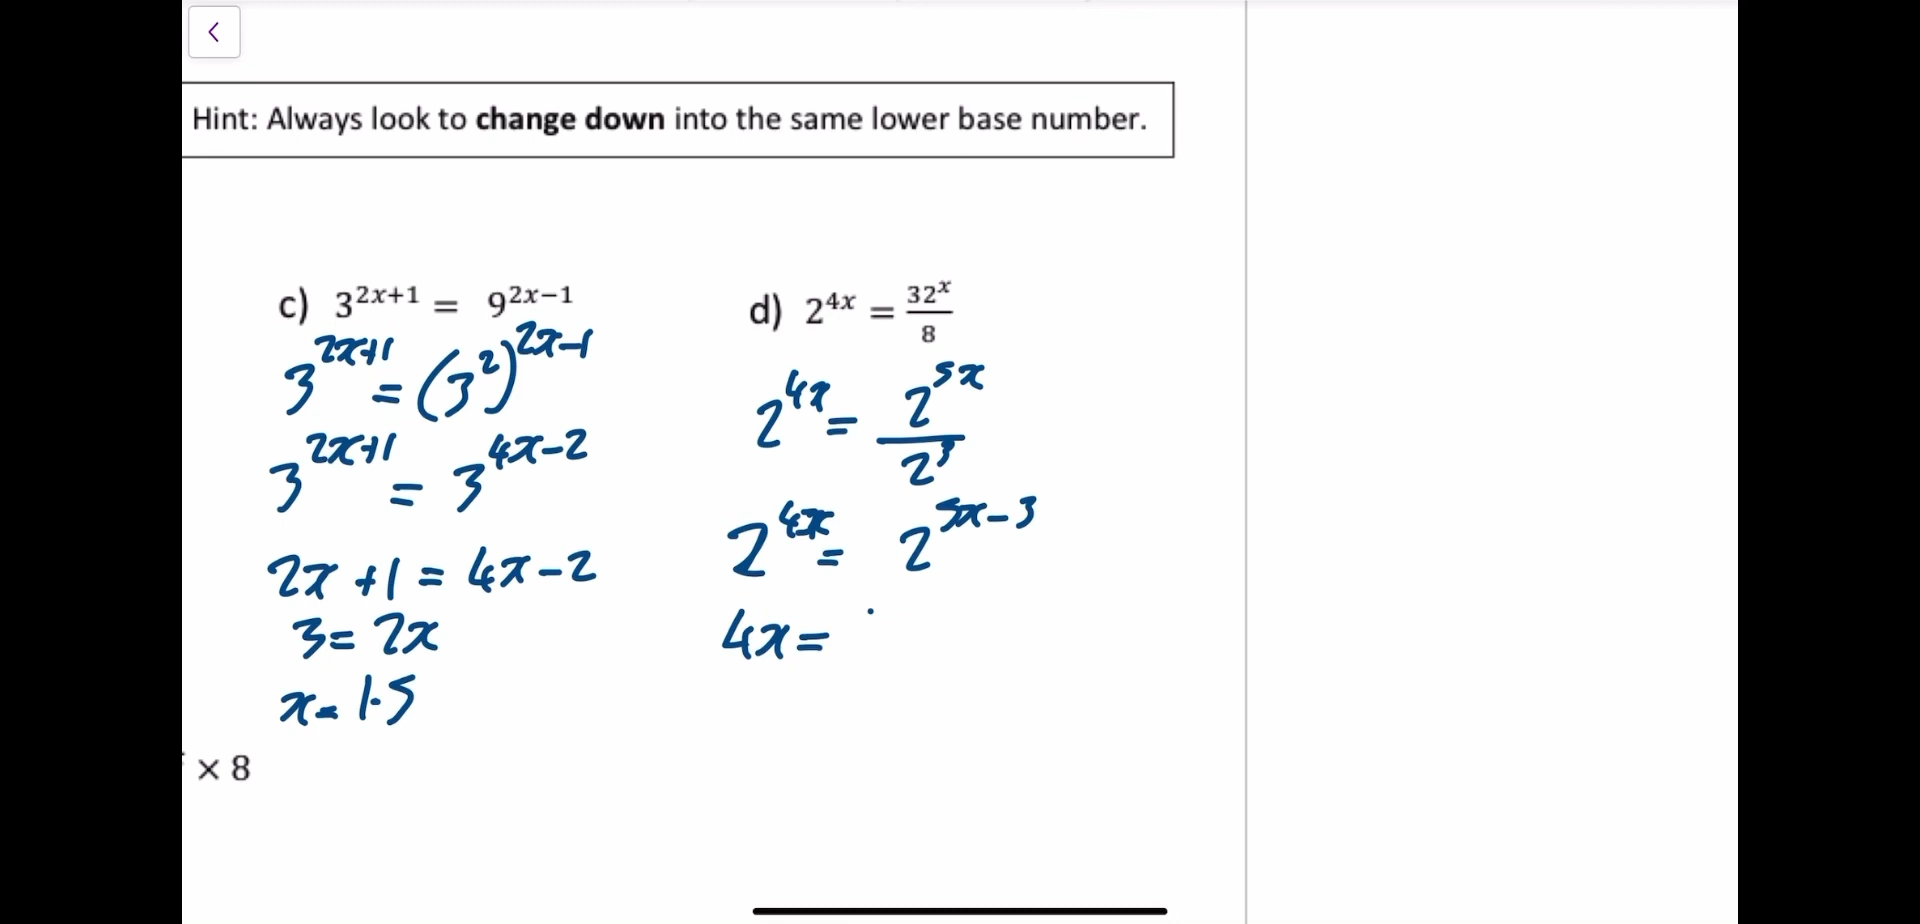 Hint: Always look to change down into the same lower base number.
c) 3^{2x+1} = 9^{2x-1}
3^{2x+1} = (3^2)^{2x-1}
3^{2x+1} = 3^{4x-2}
2x + 1 = 4x - 2
3 = 2x
x = 1.5
d) 2^{4x} = \frac{32^x}{8}
2^{4x} = \frac{2^{5x}}{2^3}
2^{4x} = 2^{5x-3}
4x =
× 8